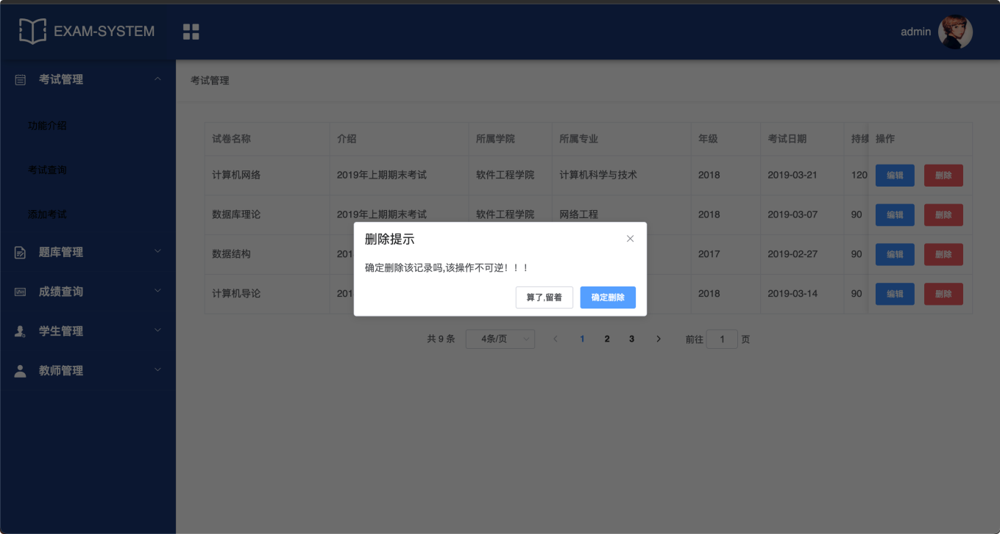 EXAM-SYSTEM
admin
考试管理
功能介绍
考试查询
添加考试
题库管理
成绩查询
学生管理
教师管理
考试管理
试卷名称 介绍 所属学院 所属专业 年级 考试日期 持续 操作
计算机网络 2019年上期期末考试 软件工程学院 计算机科学与技术 2018 2019-03-21 120 编辑 删除
数据库理论 2019年上期期末考试 软件工程学院 网络工程 2018 2019-03-07 90 编辑 删除
数据结构 201 2017 2019-02-27 90 编辑 删除
计算机导论 201 2018 2019-03-14 90 编辑 删除
删除提示
确定删除该记录吗,该操作不可逆！！！
算了,留着 确定删除
共 9 条 4条/页 1 2 3 前往 1 页